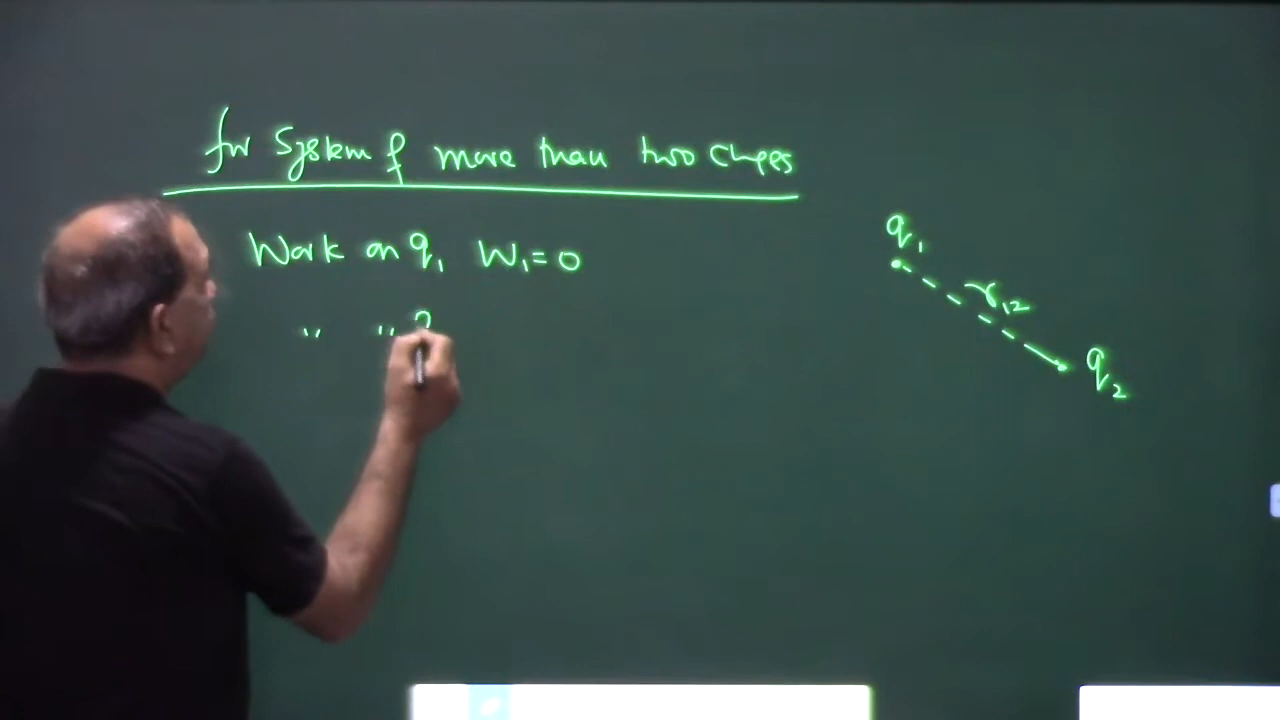 for System of more than two charges
Work on q₁ W₁ = 0
" " q
q₁
r₁₂
q₂